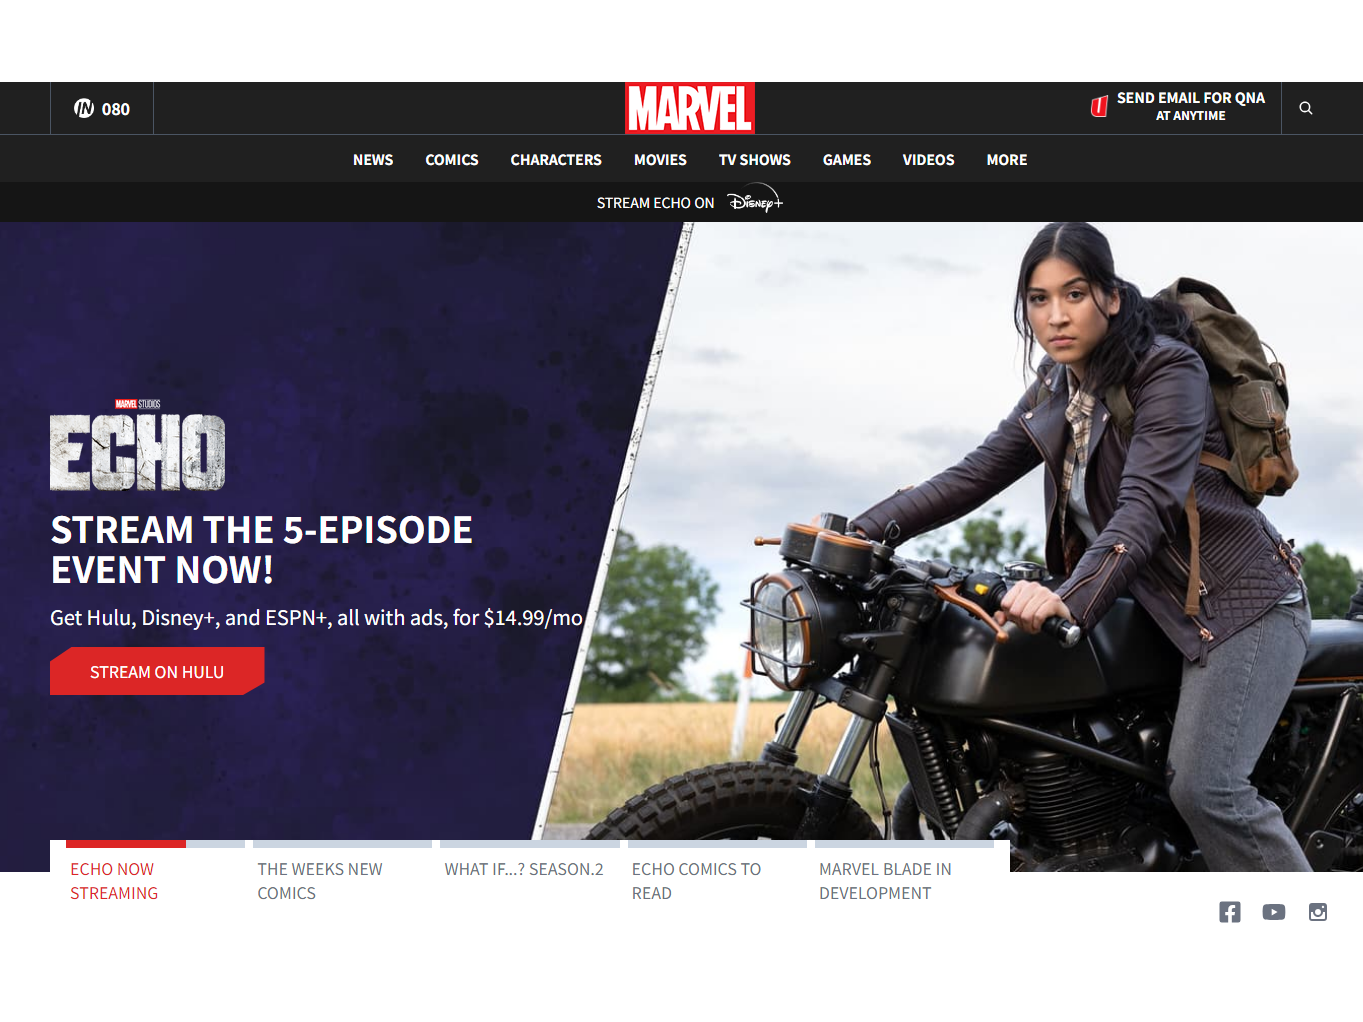 IN 080
MARVEL
SEND EMAIL FOR QNA
AT ANYTIME
NEWS COMICS CHARACTERS MOVIES TV SHOWS GAMES VIDEOS MORE
STREAM ECHO ON Disney+
MARVEL STUDIOS
ECHO
STREAM THE 5-EPISODE
EVENT NOW!
Get Hulu, Disney+, and ESPN+, all with ads, for $14.99/mo
STREAM ON HULU
ECHO NOW
STREAMING
THE WEEKS NEW
COMICS
WHAT IF...? SEASON.2
ECHO COMICS TO
READ
MARVEL BLADE IN
DEVELOPMENT